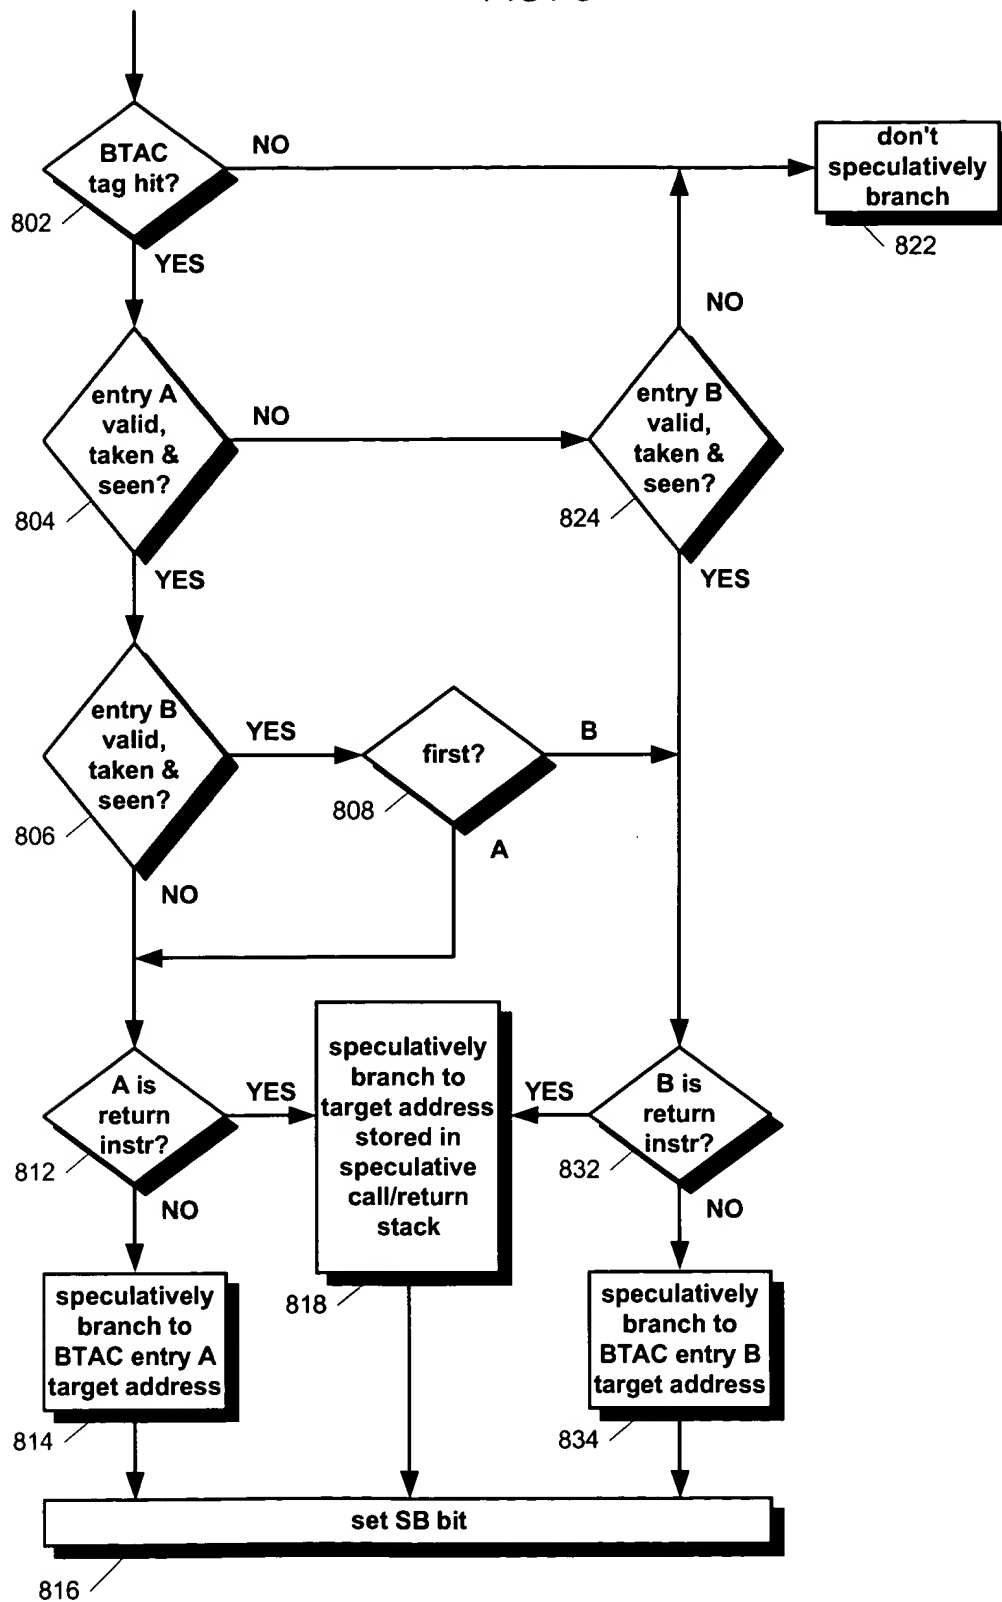 BTAC
tag hit?
802
NO
YES
don't
speculatively
branch
822
entry A
valid,
taken &
seen?
804
NO
YES
entry B
valid,
taken &
seen?
824
NO
YES
entry B
valid,
taken &
seen?
806
YES
NO
first?
808
B
A
A is
return
instr?
812
YES
NO
speculatively
branch to
target address
stored in
speculative
call/return
stack
818
B is
return
instr?
832
YES
NO
speculatively
branch to
BTAC entry A
target address
814
speculatively
branch to
BTAC entry B
target address
834
set SB bit
816